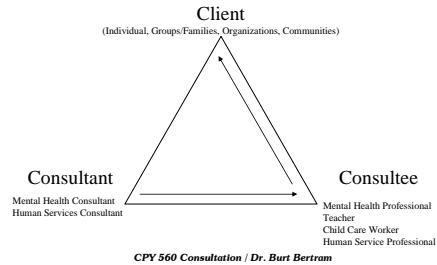 Client
(Individual, Groups/Families, Organizations, Communities)
Consultant
Mental Health Consultant
Human Services Consultant
Consultee
Mental Health Professional
Teacher
Child Care Worker
Human Service Professional
CPY 560 Consultation / Dr. Burt Bertram